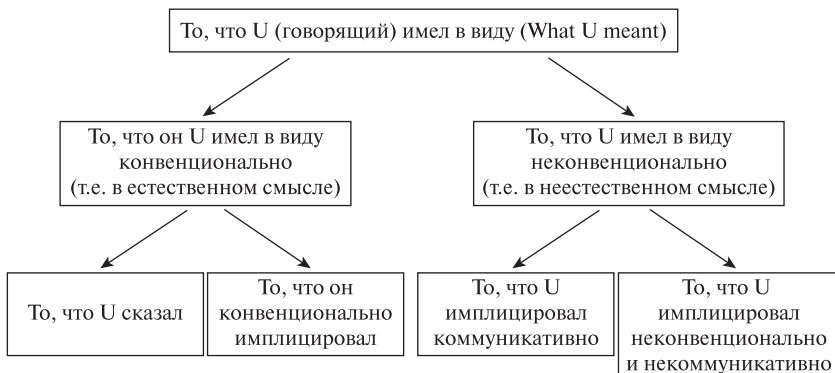 То, что U (говорящий) имел в виду (What U meant)
То, что он U имел в виду
конвенционально
(т.е. в естественном смысле)
То, что U имел в виду
неконвенционально
(т.е. в неестественном смысле)
То, что U сказал
То, что он
конвенционально
имплицировал
То, что U
имплицировал
коммуникативно
То, что U
имплицировал
неконвенционально
и некоммуникативно